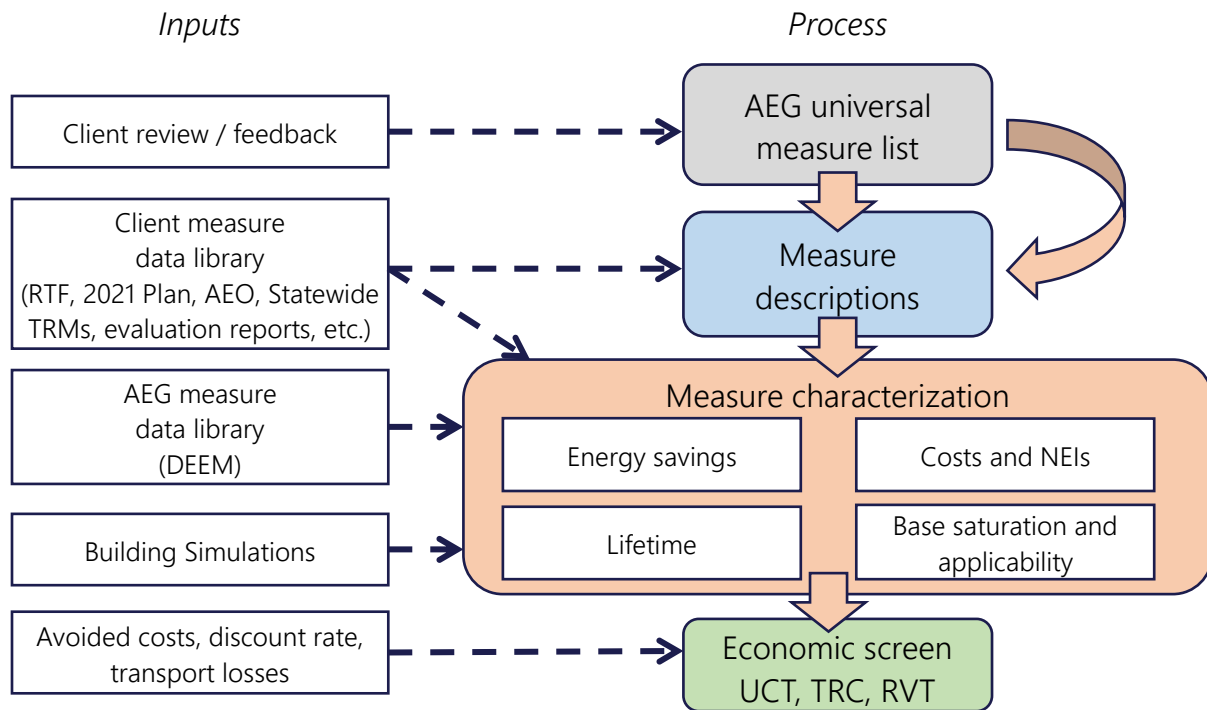 Inputs
Process
Client review / feedback
AEG universal
measure list
Client measure
data library
(RTF, 2021 Plan, AEO, Statewide
TRMs, evaluation reports, etc.)
Measure
descriptions
AEG measure
data library
(DEEM)
Measure characterization
Energy savings
Costs and NEIs
Building Simulations
Lifetime
Base saturation and
applicability
Avoided costs, discount rate,
transport losses
Economic screen
UCT, TRC, RVT